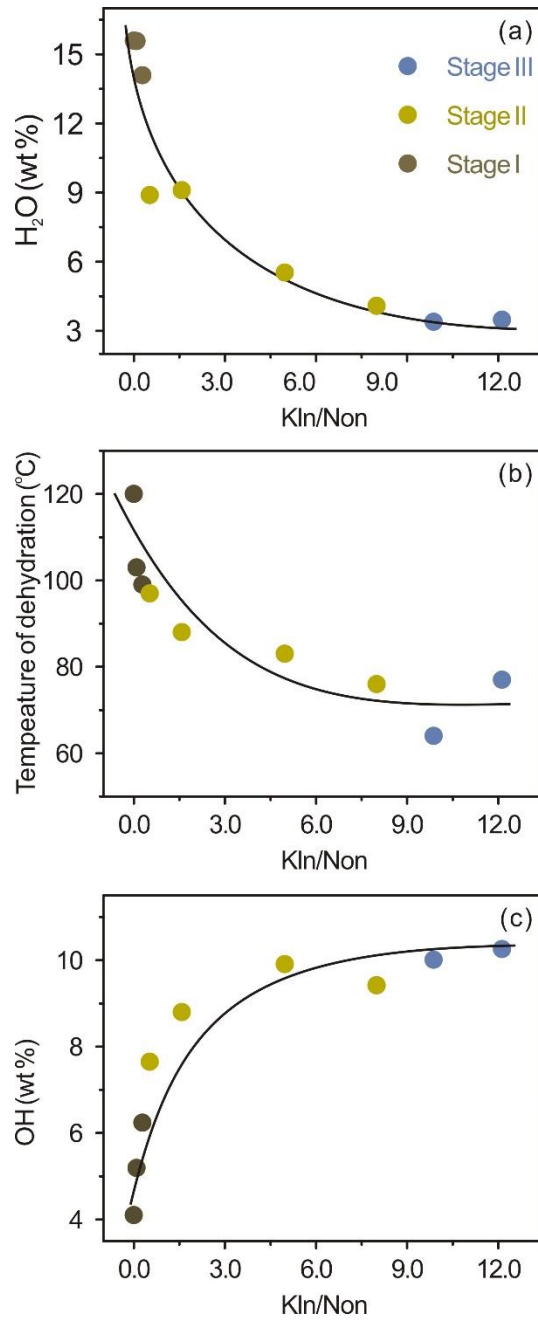 (a)
15
12
9
6
3
H₂O (wt %)
Stage III
Stage II
Stage I
0.0 3.0 6.0 9.0 12.0
Kln/Non
(b)
120
100
80
60
Tempeature of dehydration (°C)
0.0 3.0 6.0 9.0 12.0
Kln/Non
(c)
10
8
6
4
OH (wt %)
0.0 3.0 6.0 9.0 12.0
Kln/Non